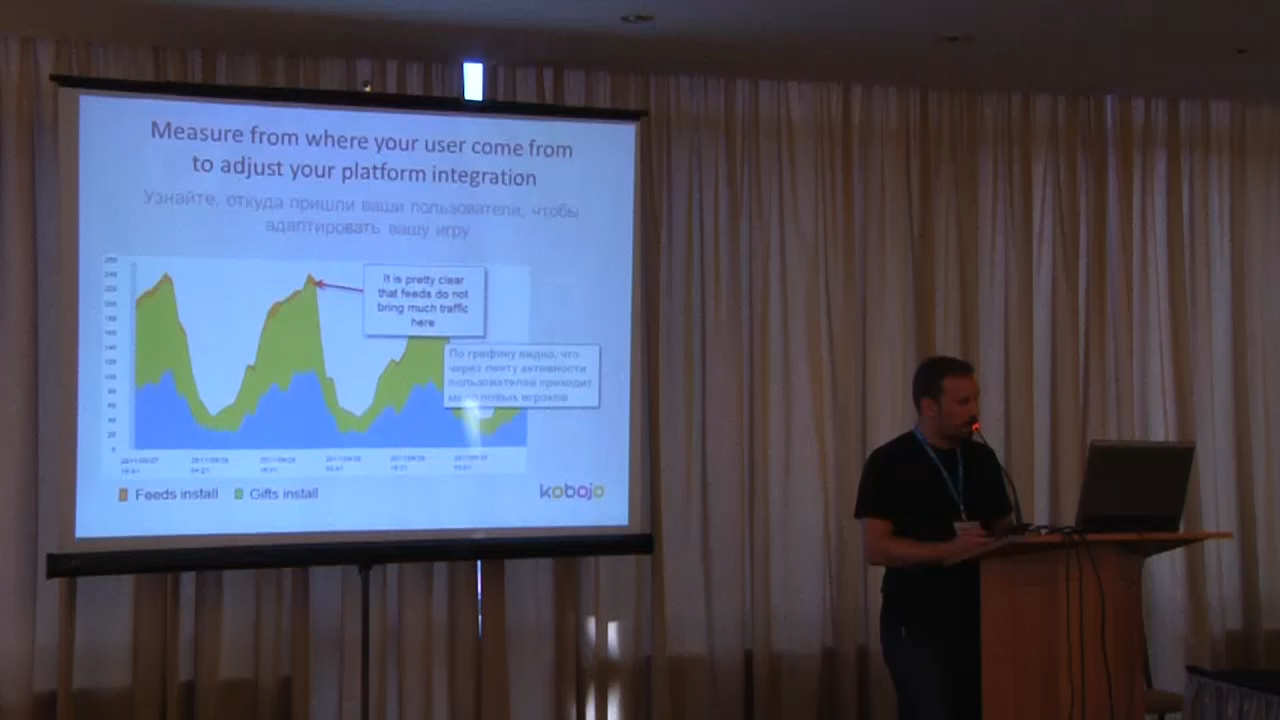 Measure from where your user come from
to adjust your platform integration
Узнайте, откуда пришли ваши пользователи, чтобы
адаптировать вашу игру
It is pretty clear
that feeds do not
bring much traffic
here
По графику видно, что
через ленту активности
пользователей приходит
новых игроков
Feeds install
Gifts install
kobojo